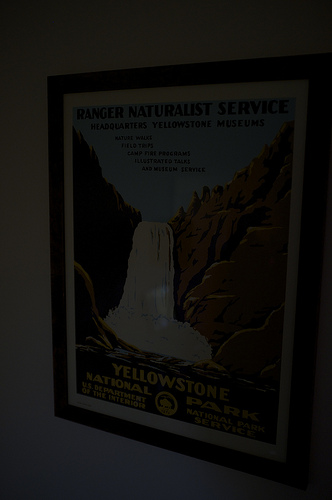 RANGER NATURALIST SERVICE
HEADQUARTERS YELLOWSTONE MUSEUMS
NATURE WALKS
FIELD TRIPS
CAMP FIRE PROGRAMS
ILLUSTRATED TALKS
AND MUSEUM SERVICE
YELLOWSTONE
NATIONAL PARK
U.S. DEPARTMENT
OF THE INTERIOR
NATIONAL PARK
SERVICE